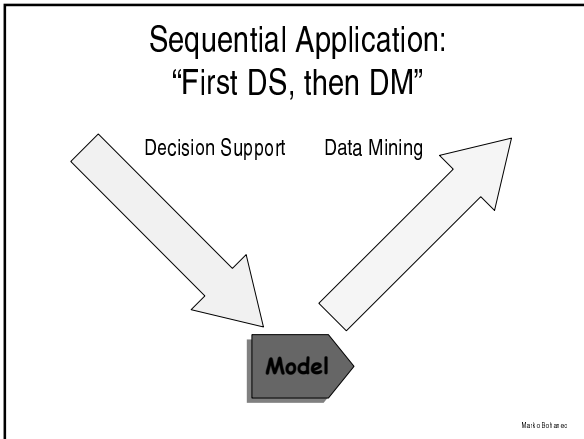 Sequential Application:
“First DS, then DM”
Decision Support Data Mining
Model
Marko Bohanec